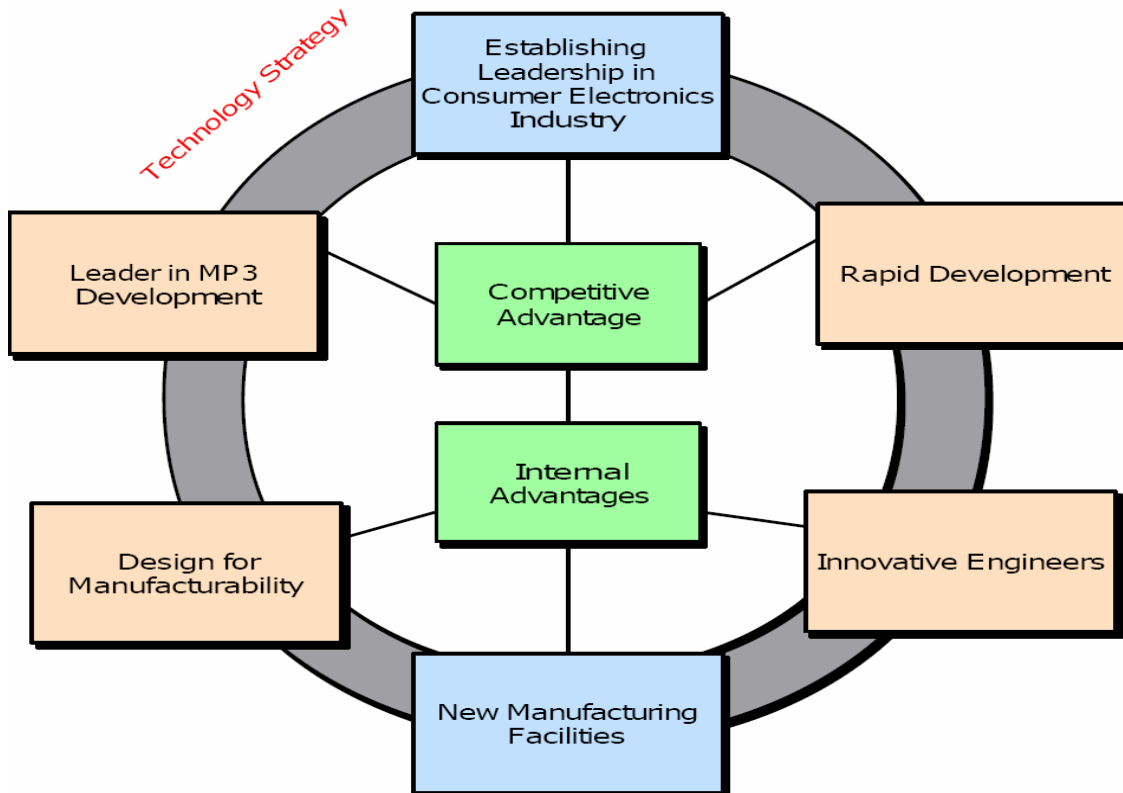 Technology Strategy
Establishing
Leadership in
Consumer Electronics
Industry
Leader in MP3
Development
Competitive
Advantage
Rapid Development
Internal
Advantages
Design for
Manufacturability
Innovative Engineers
New Manufacturing
Facilities